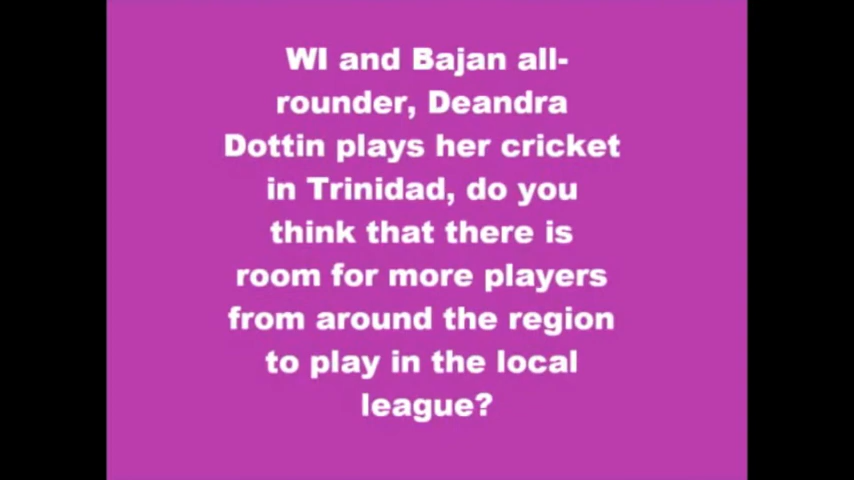 WI and Bajan all-
rounder, Deandra
Dottin plays her cricket
in Trinidad, do you
think that there is
room for more players
from around the region
to play in the local
league?